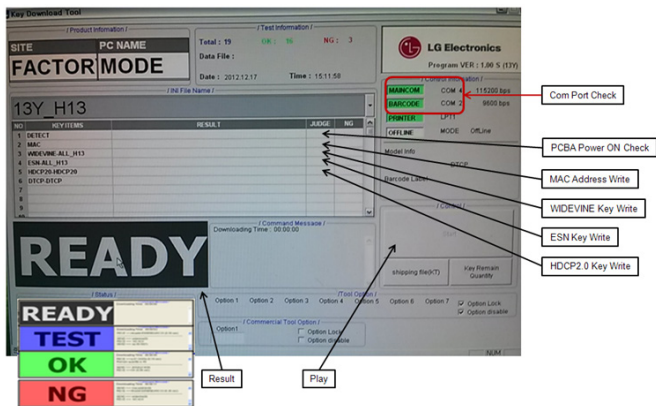 Key Download Tool
/ Product Information /
SITE PC NAME
FACTOR MODE
/ Test Information /
Total : 19 OK : 16 NG : 3
Data File :
Date : 2012.12.17 Time : 15:11:58
LG Electronics
Program VER : 1.00 S (13Y)
/ INI File Name /
13Y_H13
NO KEY ITEMS RESULT JUDGE NG
1 DETECT
2 MAC
3 WIDEVINE-ALL_H13
4 ESN-ALL_H13
5 HDCP20-HDCP20
6 DTCP-DTCP
7
8
9
/ Control Information /
MAINCOM COM 4 115200 bps
BARCODE COM 2 9600 bps
PRINTER LPT1
OFFLINE MODE OffLine
Model Info
DTCP
Barcode Label
Com Port Check
PCBA Power ON Check
MAC Address Write
WIDEVINE Key Write
ESN Key Write
HDCP2.0 Key Write
READY
/ Command Message /
Downloading Time : 00:00:00
/ Control /
shipping file(KT)
Key Remain Quantity
/ Status /
READY
TEST
OK
NG
/Tool Option /
Option 1 Option 2 Option 3 Option 4 Option 5 Option 6 Option 7
Option Lock
Option disable
/ Commercial Tool Option /
Option1
Option Lock
Option disable
NUM
Result
Play